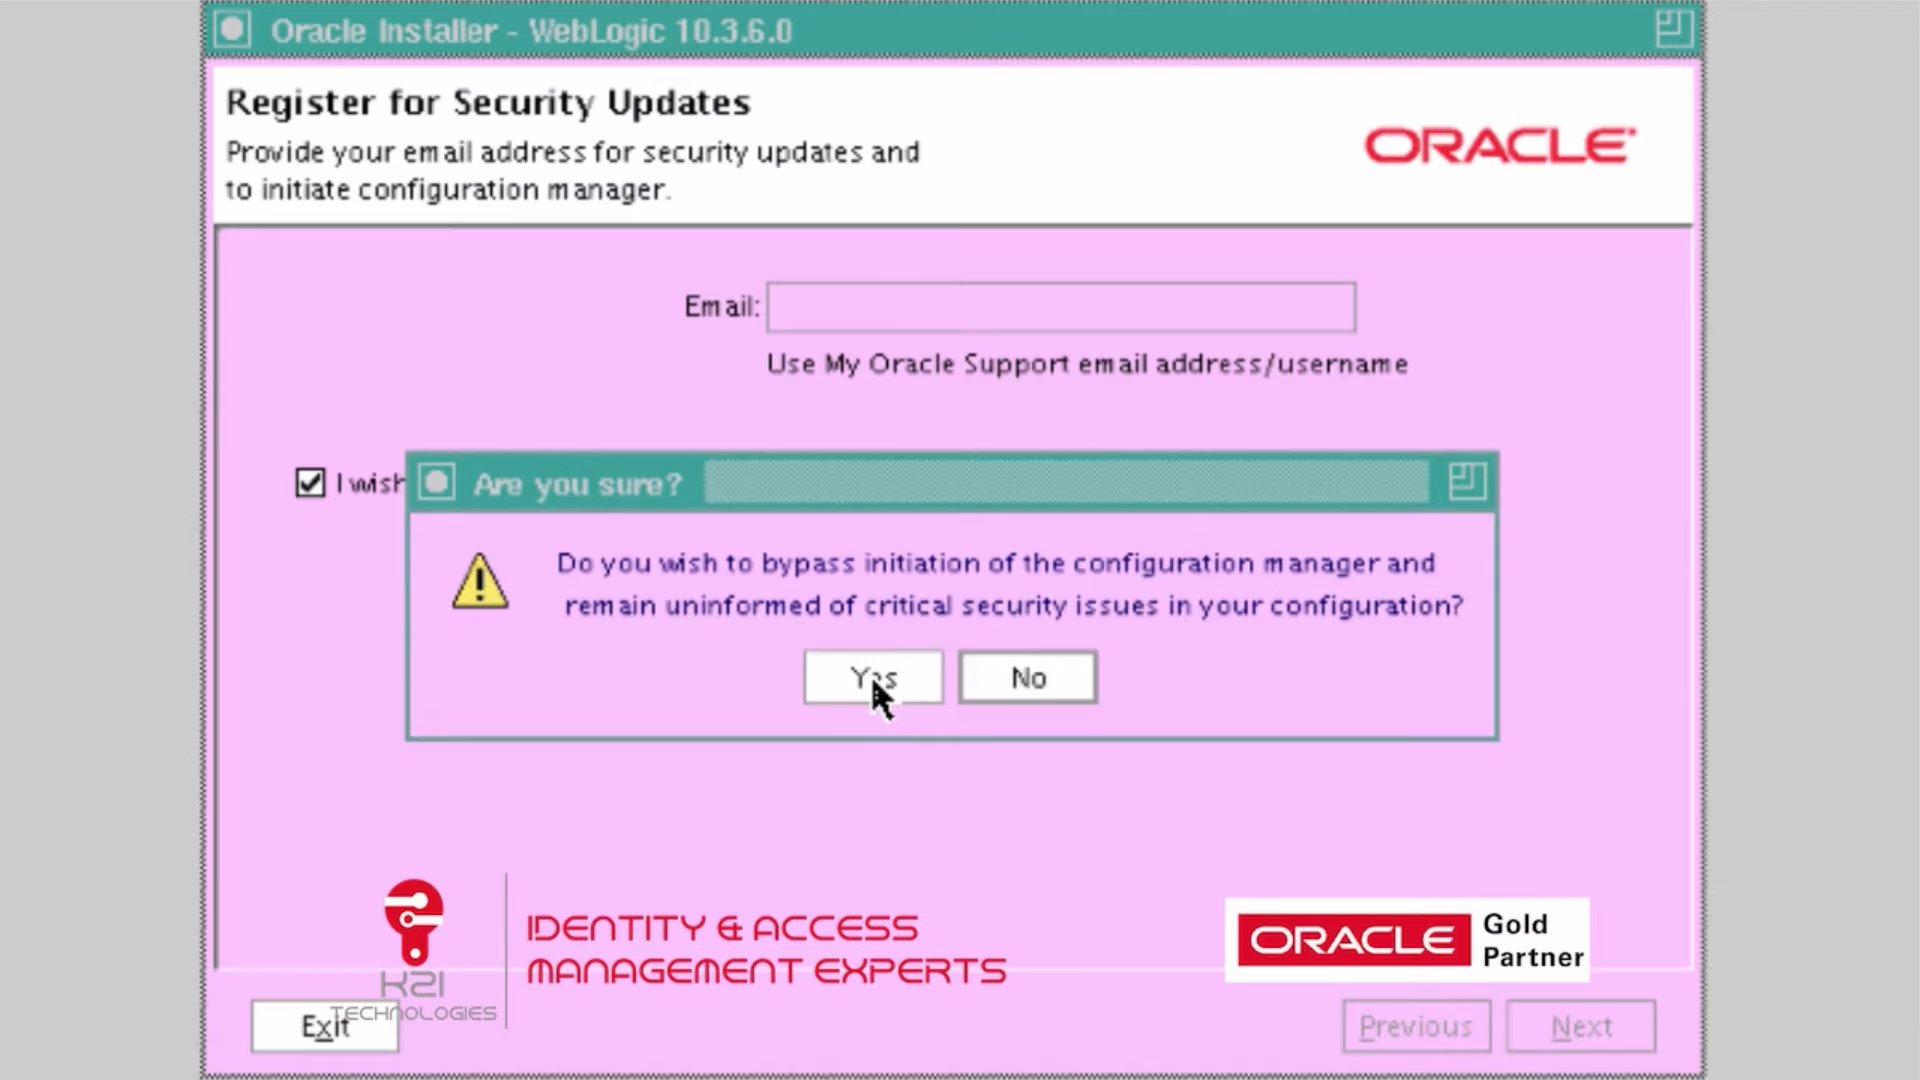 Oracle Installer - WebLogic 10.3.6.0
Register for Security Updates
Provide your email address for security updates and
to initiate configuration manager.
ORACLE
Email:
Use My Oracle Support email address/username
I wish
Are you sure?
Do you wish to bypass initiation of the configuration manager and
remain uninformed of critical security issues in your configuration?
Yes
No
K21
TECHNOLOGIES
IDENTITY & ACCESS
MANAGEMENT EXPERTS
ORACLE
Gold
Partner
Exit
Previous
Next